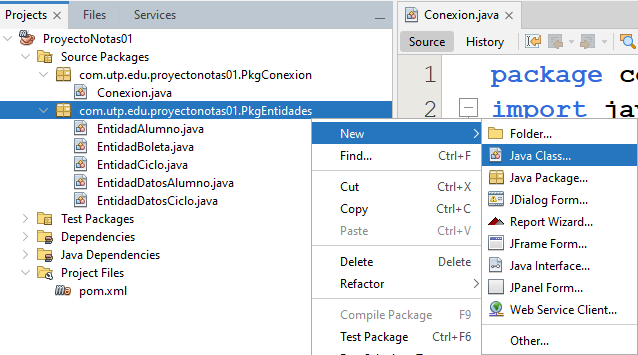 Projects × Files Services
ProyectoNotas01
Source Packages
com.utp.edu.proyectonotas01.PkgConexion
Conexion.java
com.utp.edu.proyectonotas01.PkgEntidades
EntidadAlumno.java
EntidadBoleta.java
EntidadCiclo.java
EntidadDatosAlumno.java
EntidadDatosCiclo.java
Test Packages
Dependencies
Java Dependencies
Project Files
pom.xml
Conexion.java ×
Source History
1 package co
2 import jav
New
Find... Ctrl+F
Cut Ctrl+X
Copy Ctrl+C
Paste Ctrl+V
Delete Delete
Refactor
Compile Package F9
Test Package Ctrl+F6
Folder...
Java Class...
Java Package...
JDialog Form...
Report Wizard...
JFrame Form...
Java Interface...
JPanel Form...
Web Service Client...
Other...